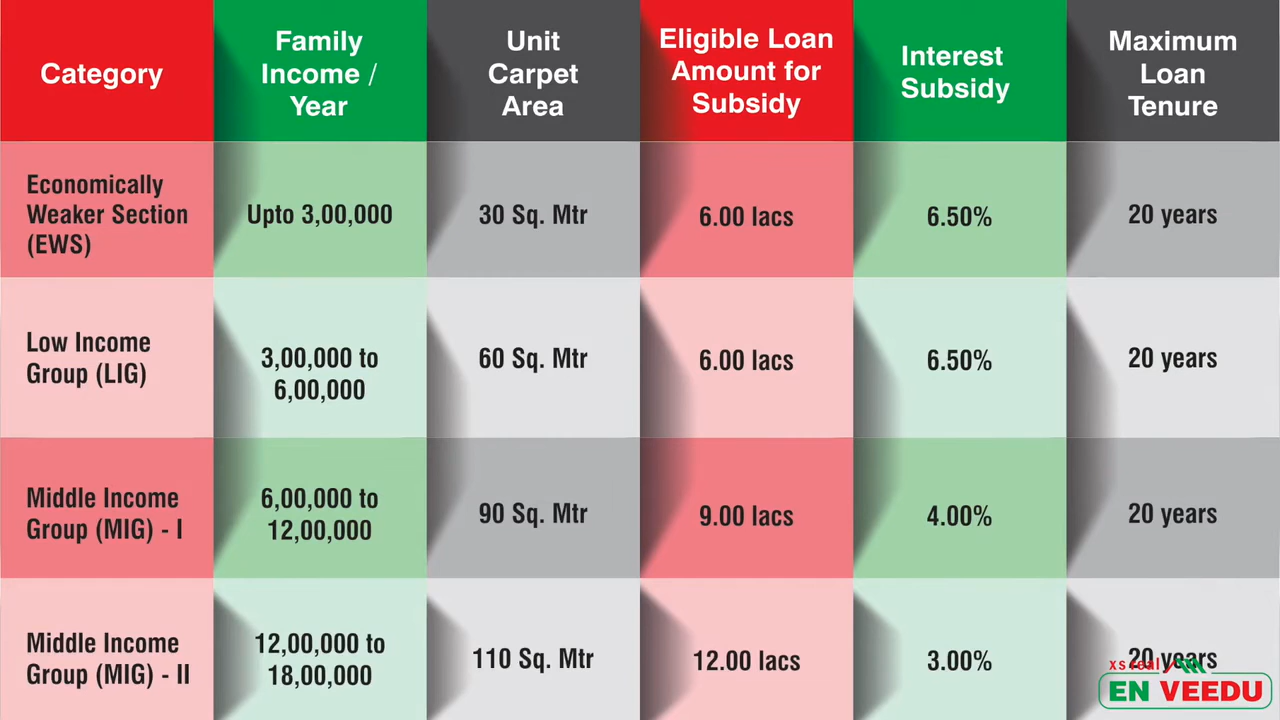 Category
Family
Income /
Year
Unit
Carpet
Area
Eligible Loan
Amount for
Subsidy
Interest
Subsidy
Maximum
Loan
Tenure
Economically
Weaker Section
(EWS)
Upto 3,00,000
30 Sq. Mtr
6.00 lacs
6.50%
20 years
Low Income
Group (LIG)
3,00,000 to
6,00,000
60 Sq. Mtr
6.00 lacs
6.50%
20 years
Middle Income
Group (MIG) - I
6,00,000 to
12,00,000
90 Sq. Mtr
9.00 lacs
4.00%
20 years
Middle Income
Group (MIG) - II
12,00,000 to
18,00,000
110 Sq. Mtr
12.00 lacs
3.00%
20 years
xs real
EN VEEDU